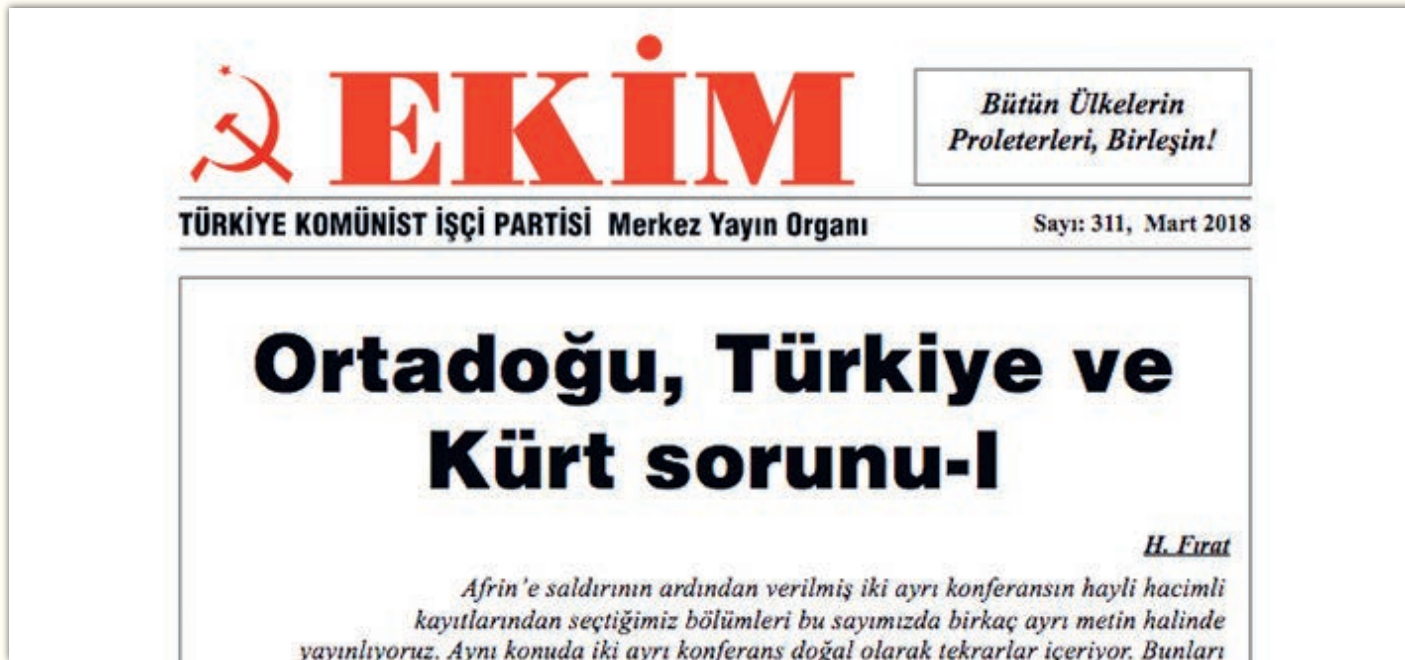 EKİM
Bütün Ülkelerin
Proleterleri, Birleşin!
TÜRKİYE KOMÜNİST İŞÇİ PARTİSİ Merkez Yayın Organı
Sayı: 311, Mart 2018
Ortadoğu, Türkiye ve
Kürt sorunu-I
H. Fırat
Afrin'e saldırının ardından verilmiş iki ayrı konferansın hayli hacimli
kayıtlarından seçtiğimiz bölümleri bu sayımızda birkaç ayrı metin halinde
yayınlıyoruz. Aynı konuda iki ayrı konferans doğal olarak tekrarlar içeriyor. Bunları